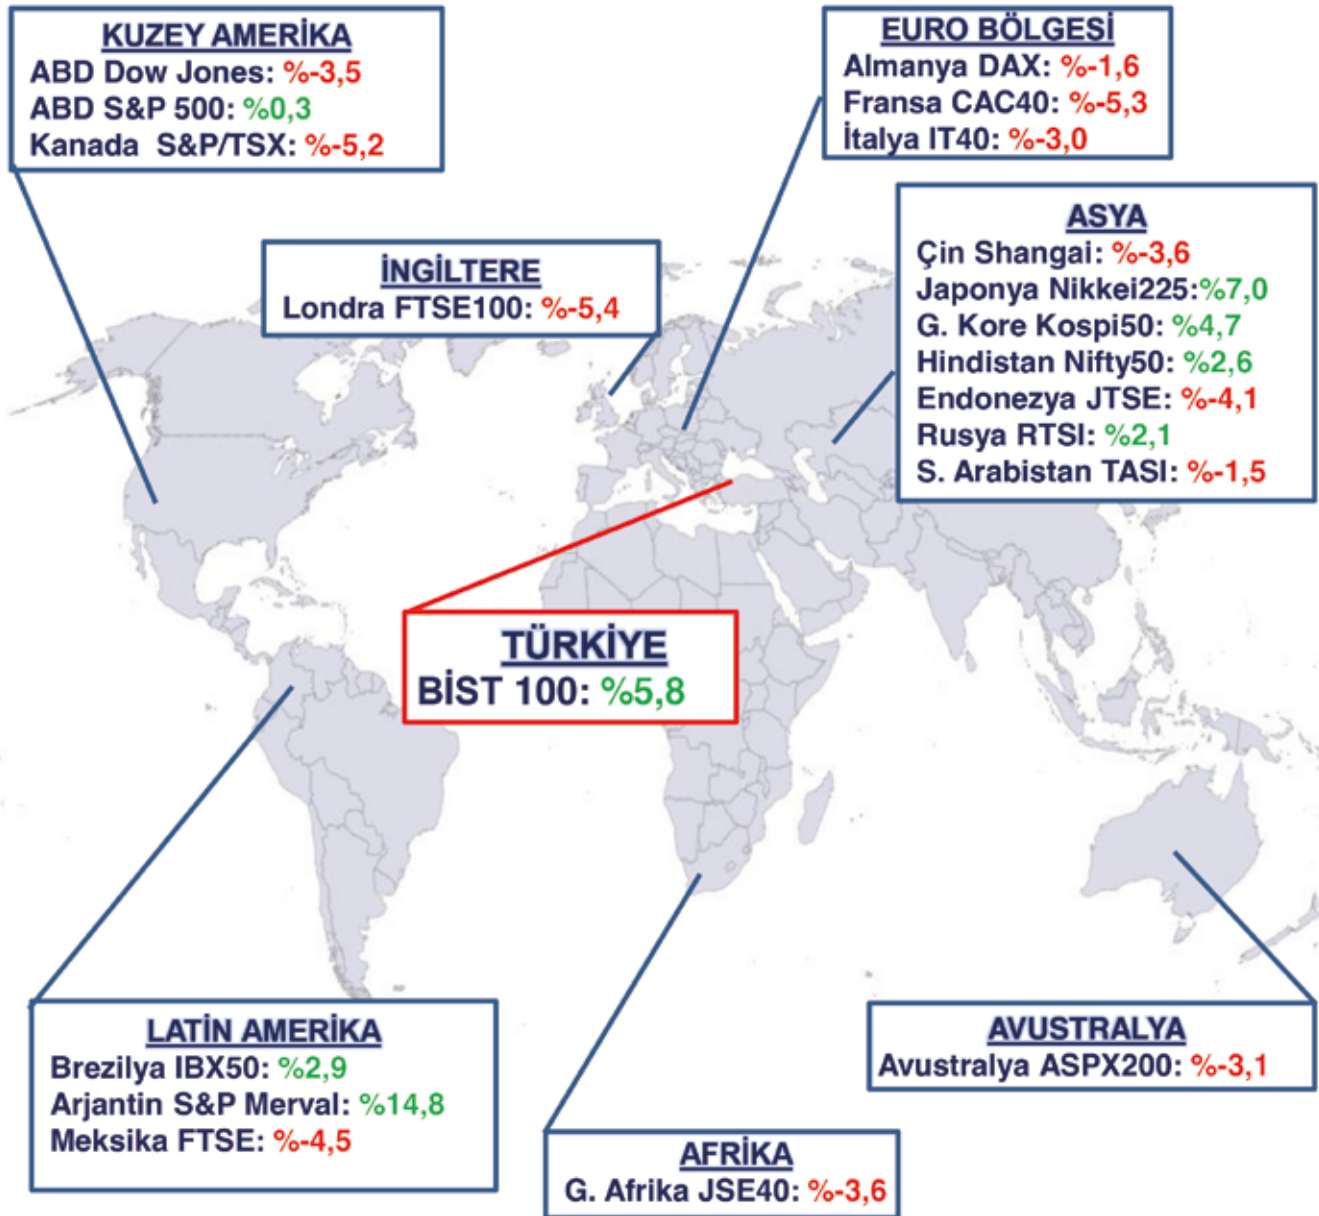 KUZEY AMERİKA
ABD Dow Jones: %-3,5
ABD S&P 500: %0,3
Kanada S&P/TSX: %-5,2
EURO BÖLGESİ
Almanya DAX: %-1,6
Fransa CAC40: %-5,3
İtalya IT40: %-3,0
ASYA
Çin Shangai: %-3,6
Japonya Nikkei225:%7,0
G. Kore Kospi50: %4,7
Hindistan Nifty50: %2,6
Endonezya JTSE: %-4,1
Rusya RTSI: %2,1
S. Arabistan TASI: %-1,5
İNGİLTERE
Londra FTSE100: %-5,4
TÜRKİYE
BİST 100: %5,8
LATİN AMERİKA
Brezilya IBX50: %2,9
Arjantin S&P Merval: %14,8
Meksika FTSE: %-4,5
AVUSTRALYA
Avustralya ASPX200: %-3,1
AFRİKA
G. Afrika JSE40: %-3,6